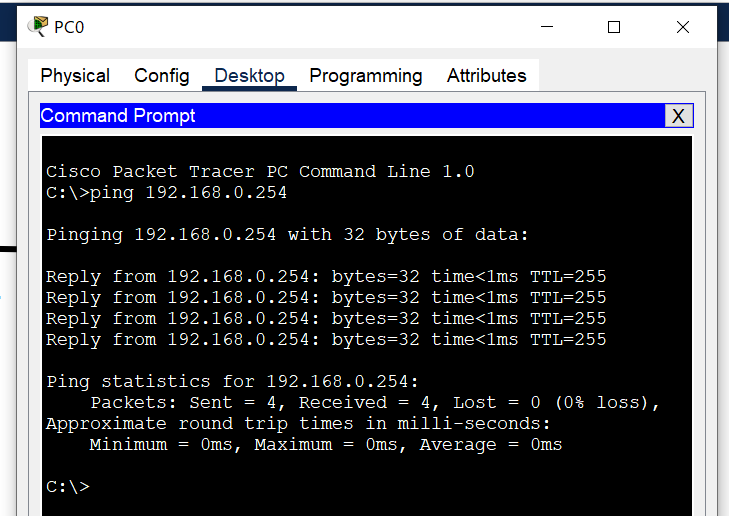 PC0
Physical Config Desktop Programming Attributes
Command Prompt X
Cisco Packet Tracer PC Command Line 1.0
C:\>ping 192.168.0.254
Pinging 192.168.0.254 with 32 bytes of data:
Reply from 192.168.0.254: bytes=32 time<1ms TTL=255
Reply from 192.168.0.254: bytes=32 time<1ms TTL=255
Reply from 192.168.0.254: bytes=32 time<1ms TTL=255
Reply from 192.168.0.254: bytes=32 time<1ms TTL=255
Ping statistics for 192.168.0.254:
    Packets: Sent = 4, Received = 4, Lost = 0 (0% loss),
Approximate round trip times in milli-seconds:
    Minimum = 0ms, Maximum = 0ms, Average = 0ms
C:\>